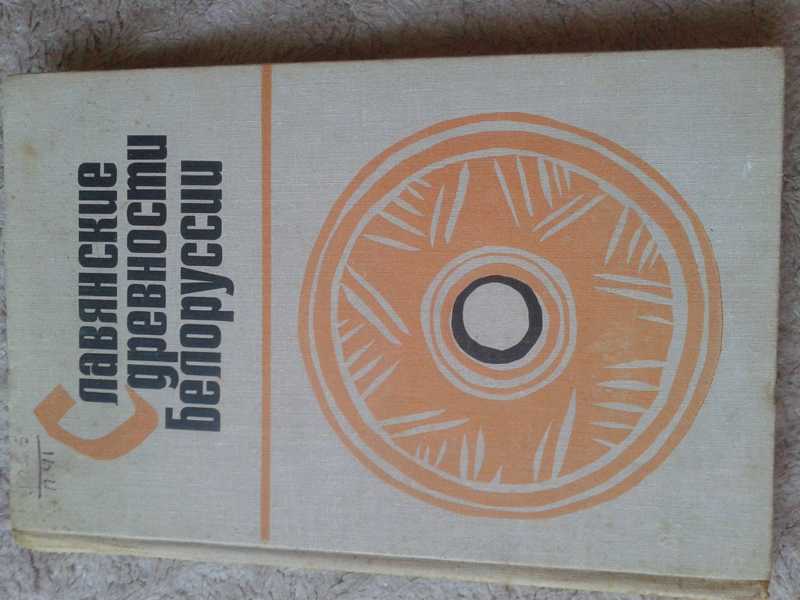 Славянские
древности
Белоруссии